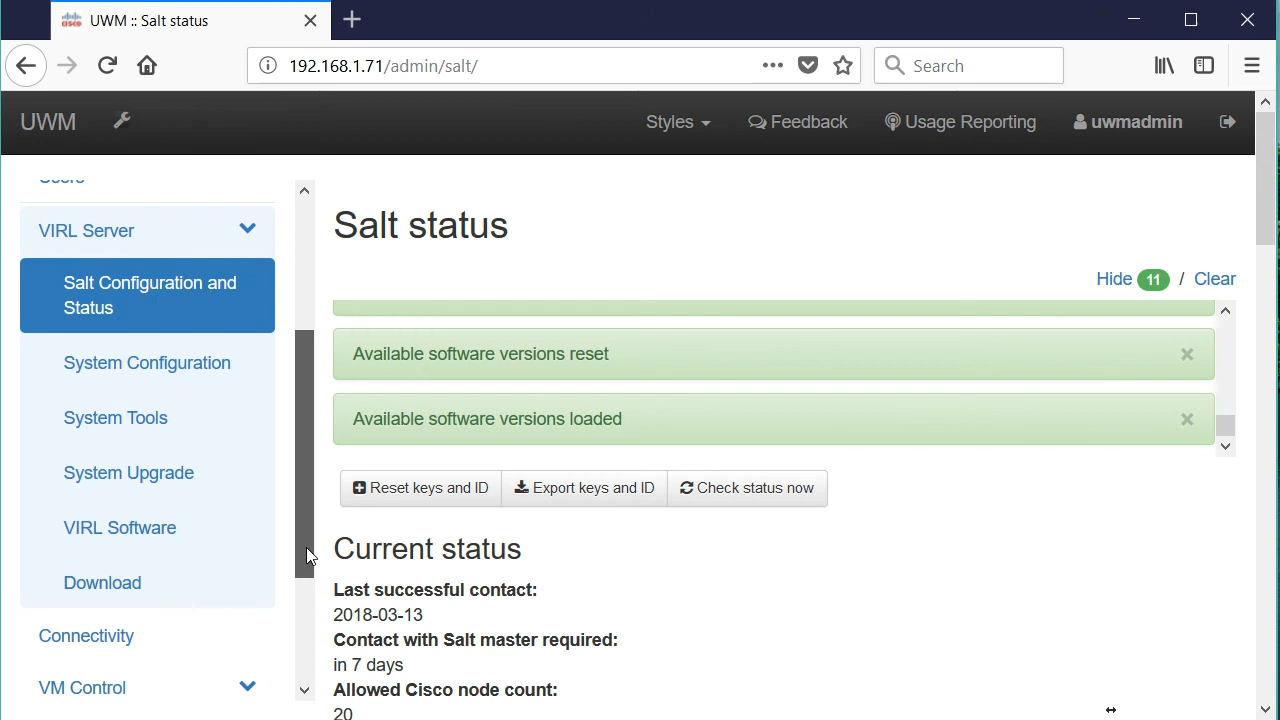 UWM :: Salt status
192.168.1.71/admin/salt/
Search
UWM
Styles
Feedback
Usage Reporting
uwmadmin
Users
VIRL Server
Salt Configuration and
Status
System Configuration
System Tools
System Upgrade
VIRL Software
Download
Connectivity
VM Control
Salt status
Hide 11 / Clear
Available software versions reset
Available software versions loaded
Reset keys and ID
Export keys and ID
Check status now
Current status
Last successful contact:
2018-03-13
Contact with Salt master required:
in 7 days
Allowed Cisco node count:
20